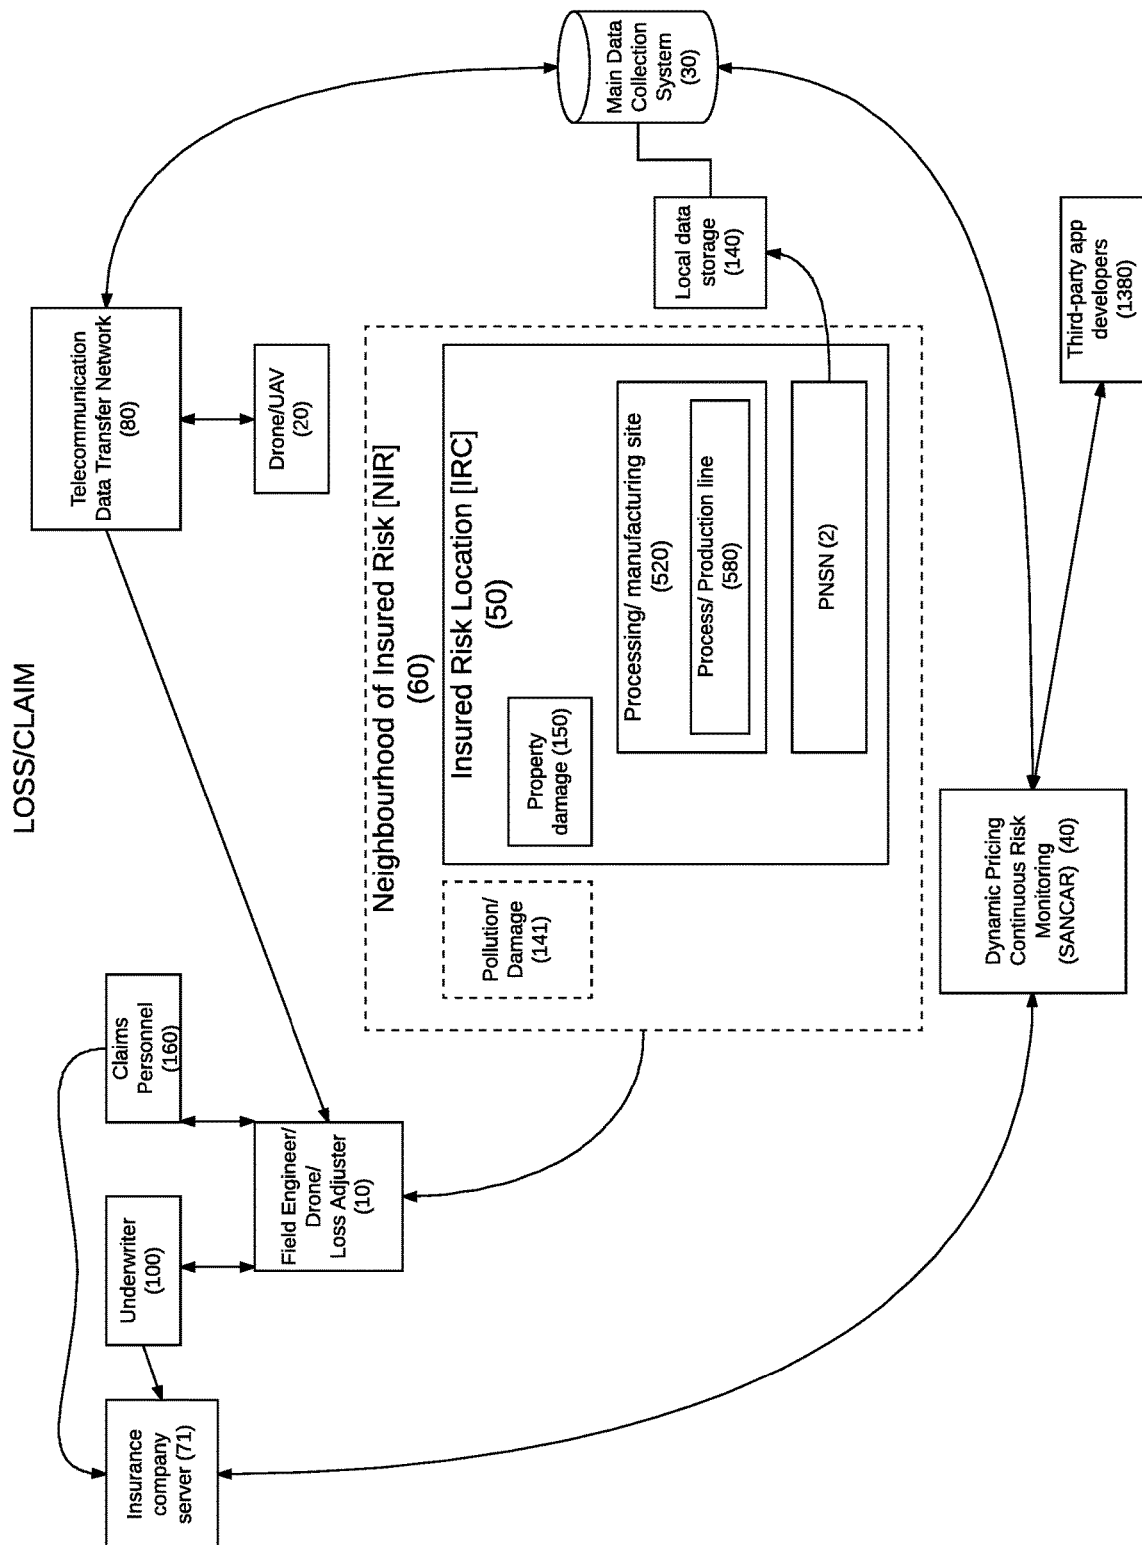 LOSS/CLAIM
Insurance
company
server (71)
Underwriter
(100)
Claims
Personnel
(160)
Field Engineer/
Drone/
Loss Adjuster
(10)
Telecommunication
Data Transfer Network
(80)
Drone/UAV
(20)
Neighbourhood of Insured Risk [NIR]
(60)
Pollution/
Damage
(141)
Insured Risk Location [IRC]
(50)
Property
damage (150)
Processing/ manufacturing site
(520)
Process/ Production line
(580)
PNSN (2)
Local data
storage
(140)
Main Data
Collection
System
(30)
Dynamic Pricing
Continuous Risk
Monitoring
(SANCAR) (40)
Third-party app
developers
(1380)